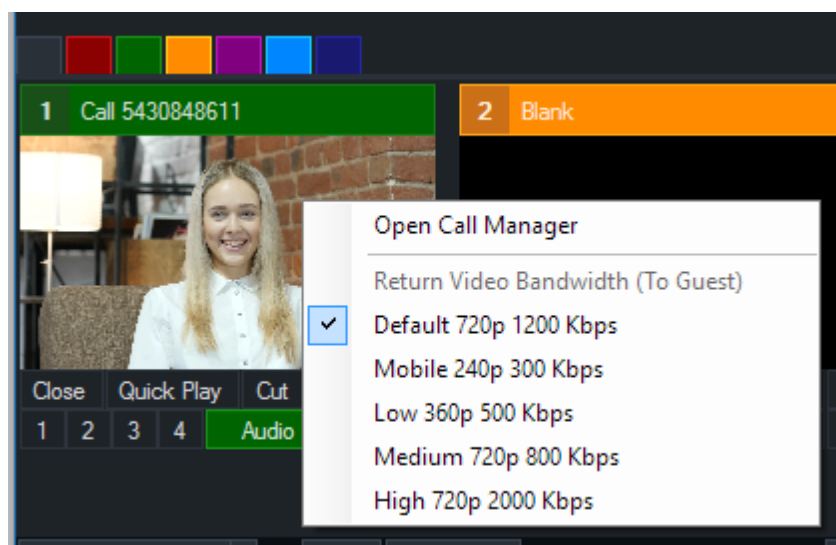 1 Call 5430848611
2 Blank
Open Call Manager
Return Video Bandwidth (To Guest)
Default 720p 1200 Kbps
Mobile 240p 300 Kbps
Low 360p 500 Kbps
Medium 720p 800 Kbps
High 720p 2000 Kbps
Close Quick Play Cut
1 2 3 4 Audio